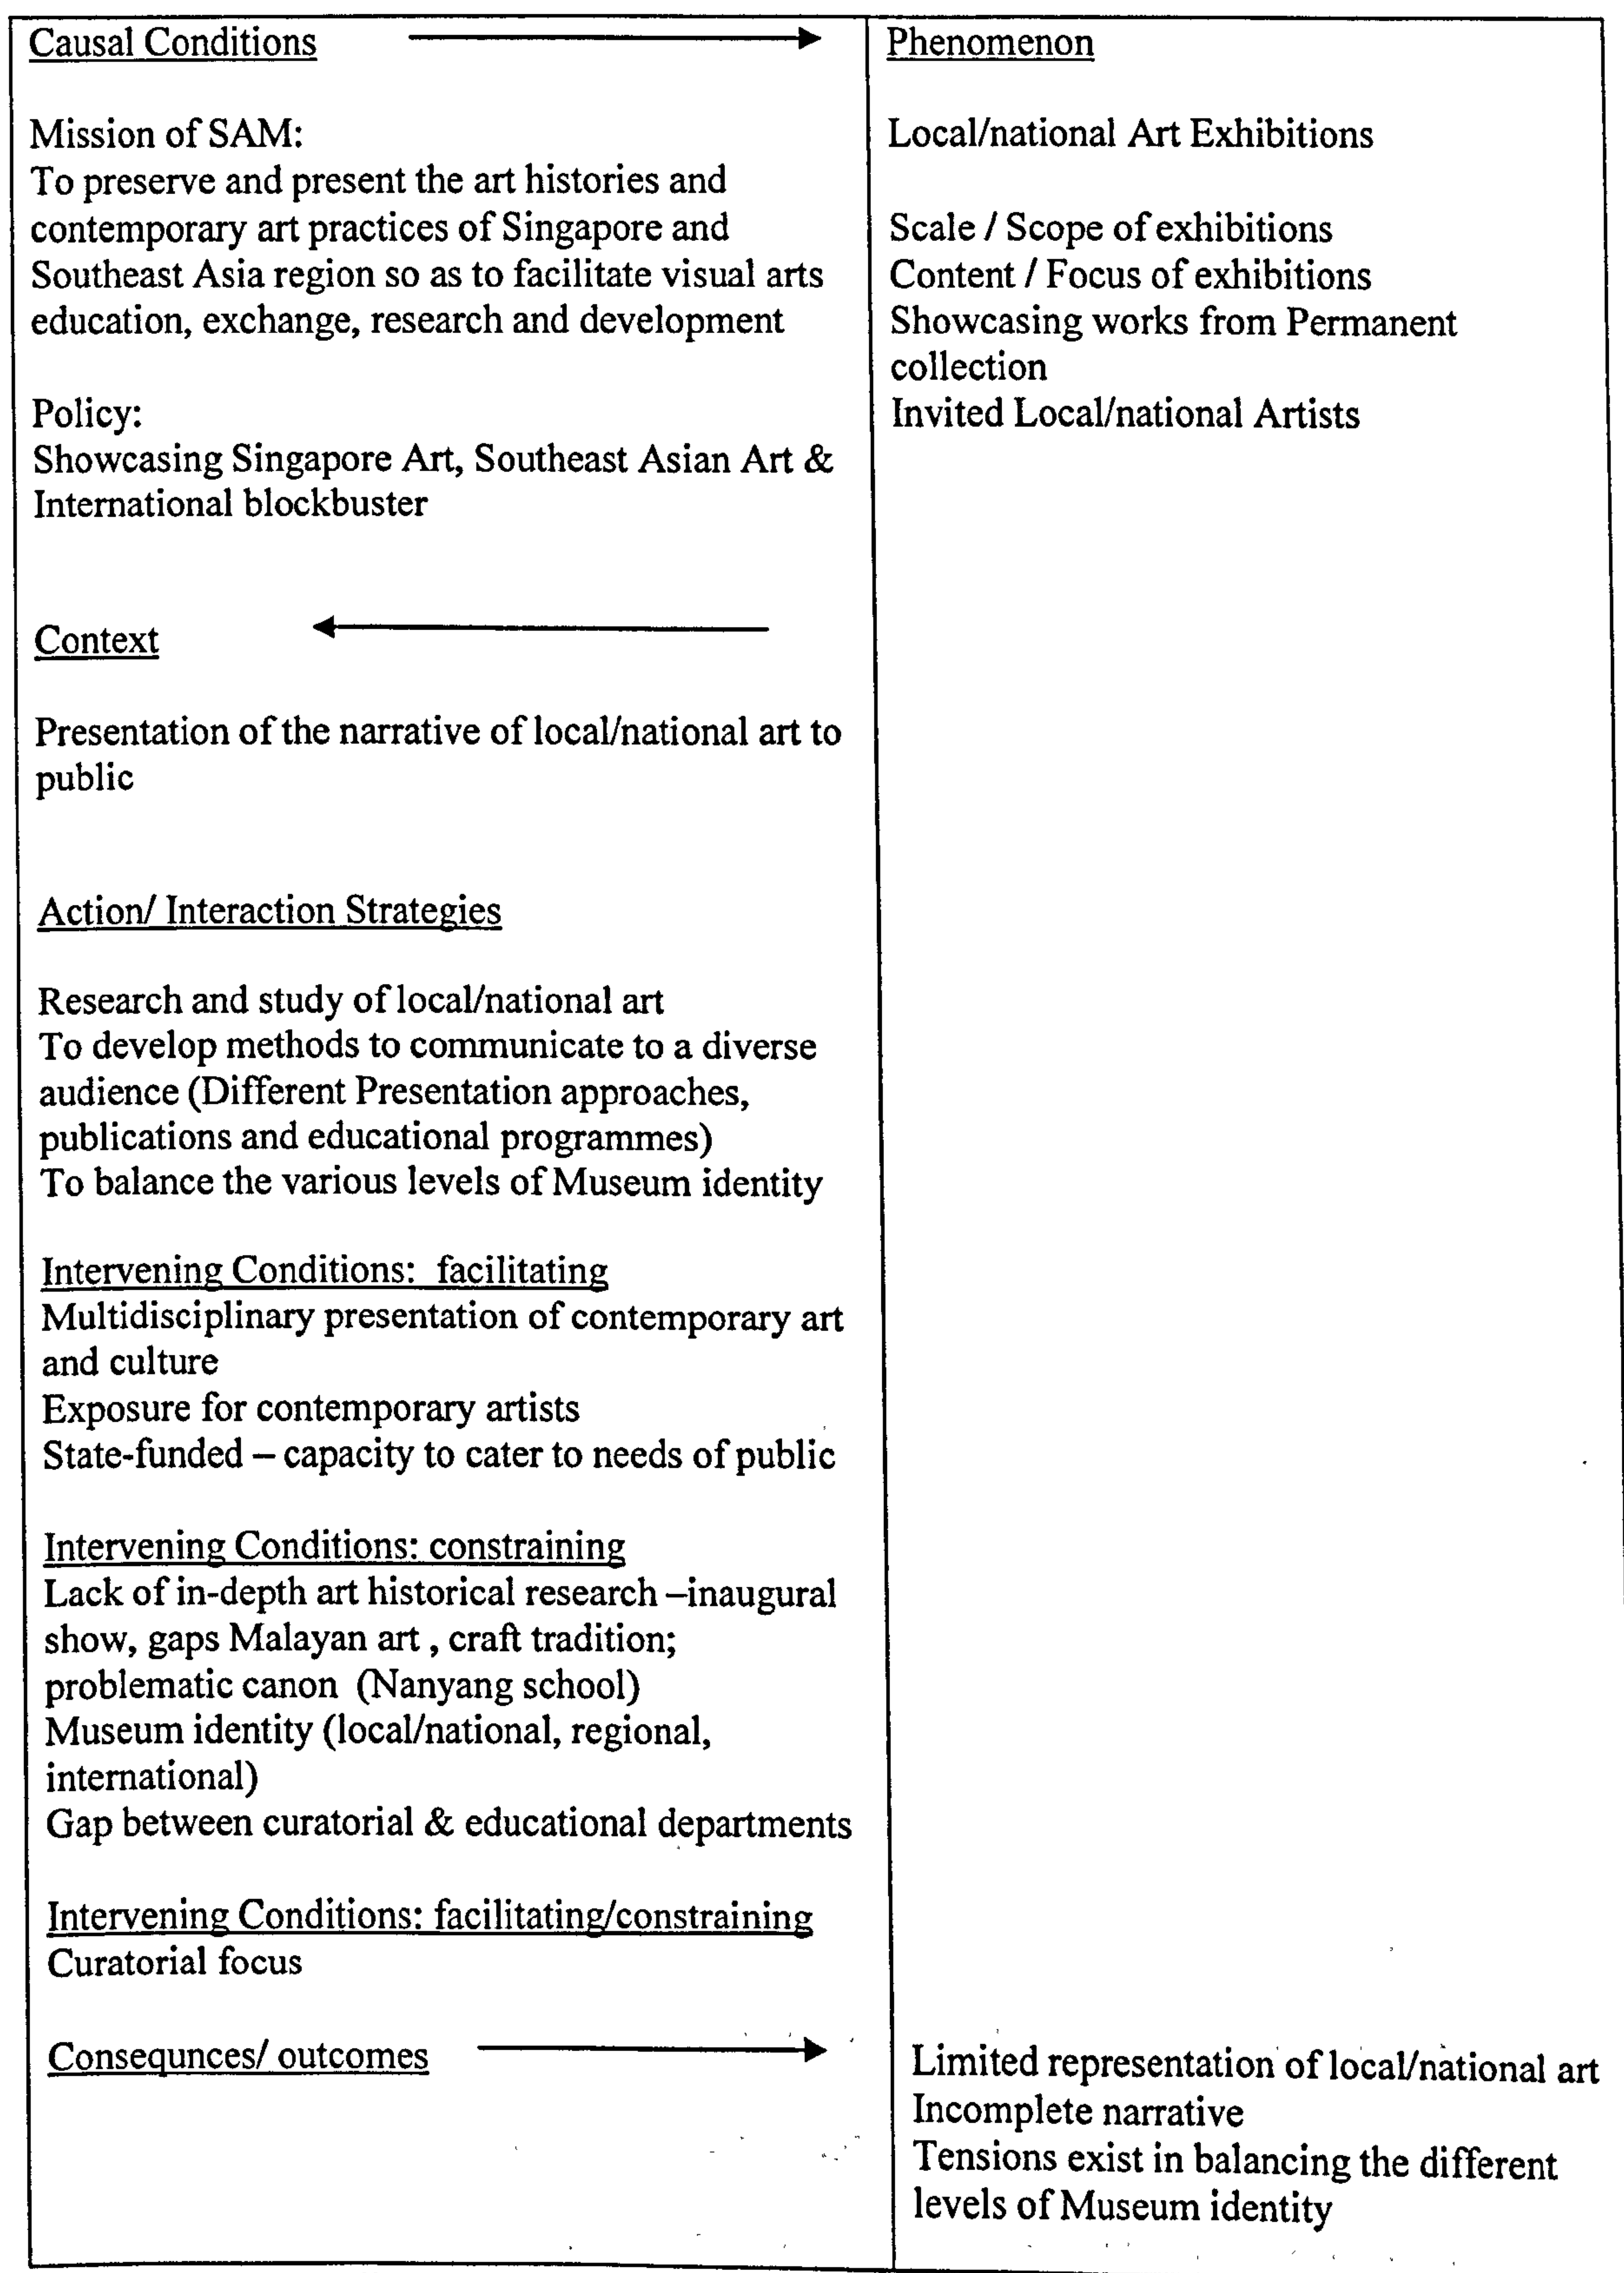 Causal Conditions
Mission of SAM:
To preserve and present the art histories and
contemporary art practices of Singapore and
Southeast Asia region so as to facilitate visual arts
education, exchange, research and development
Policy:
Showcasing Singapore Art, Southeast Asian Art &
International blockbuster
Context
Presentation of the narrative of local/national art to
public
Action/ Interaction Strategies
Research and study of local/national art
To develop methods to communicate to a diverse
audience (Different Presentation approaches,
publications and educational programmes)
To balance the various levels of Museum identity
Intervening Conditions: facilitating
Multidisciplinary presentation of contemporary art
and culture
Exposure for contemporary artists
State-funded – capacity to cater to needs of public
Intervening Conditions: constraining
Lack of in-depth art historical research –inaugural
show, gaps Malayan art , craft tradition;
problematic canon (Nanyang school)
Museum identity (local/national, regional,
international)
Gap between curatorial & educational departments
Intervening Conditions: facilitating/constraining
Curatorial focus
Consequnces/ outcomes
Phenomenon
Local/national Art Exhibitions
Scale / Scope of exhibitions
Content / Focus of exhibitions
Showcasing works from Permanent
collection
Invited Local/national Artists
Limited representation of local/national art
Incomplete narrative
Tensions exist in balancing the different
levels of Museum identity